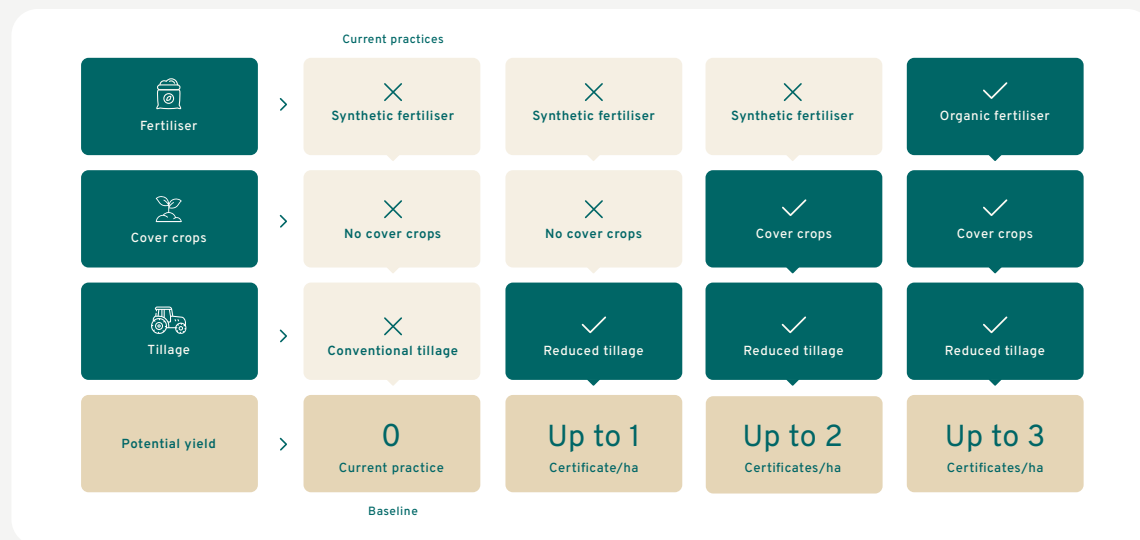 Current practices
Fertiliser
Synthetic fertiliser
Synthetic fertiliser
Synthetic fertiliser
Organic fertiliser
Cover crops
No cover crops
No cover crops
Cover crops
Cover crops
Tillage
Conventional tillage
Reduced tillage
Reduced tillage
Reduced tillage
Potential yield
0
Current practice
Up to 1
Certificate/ha
Up to 2
Certificates/ha
Up to 3
Certificates/ha
Baseline